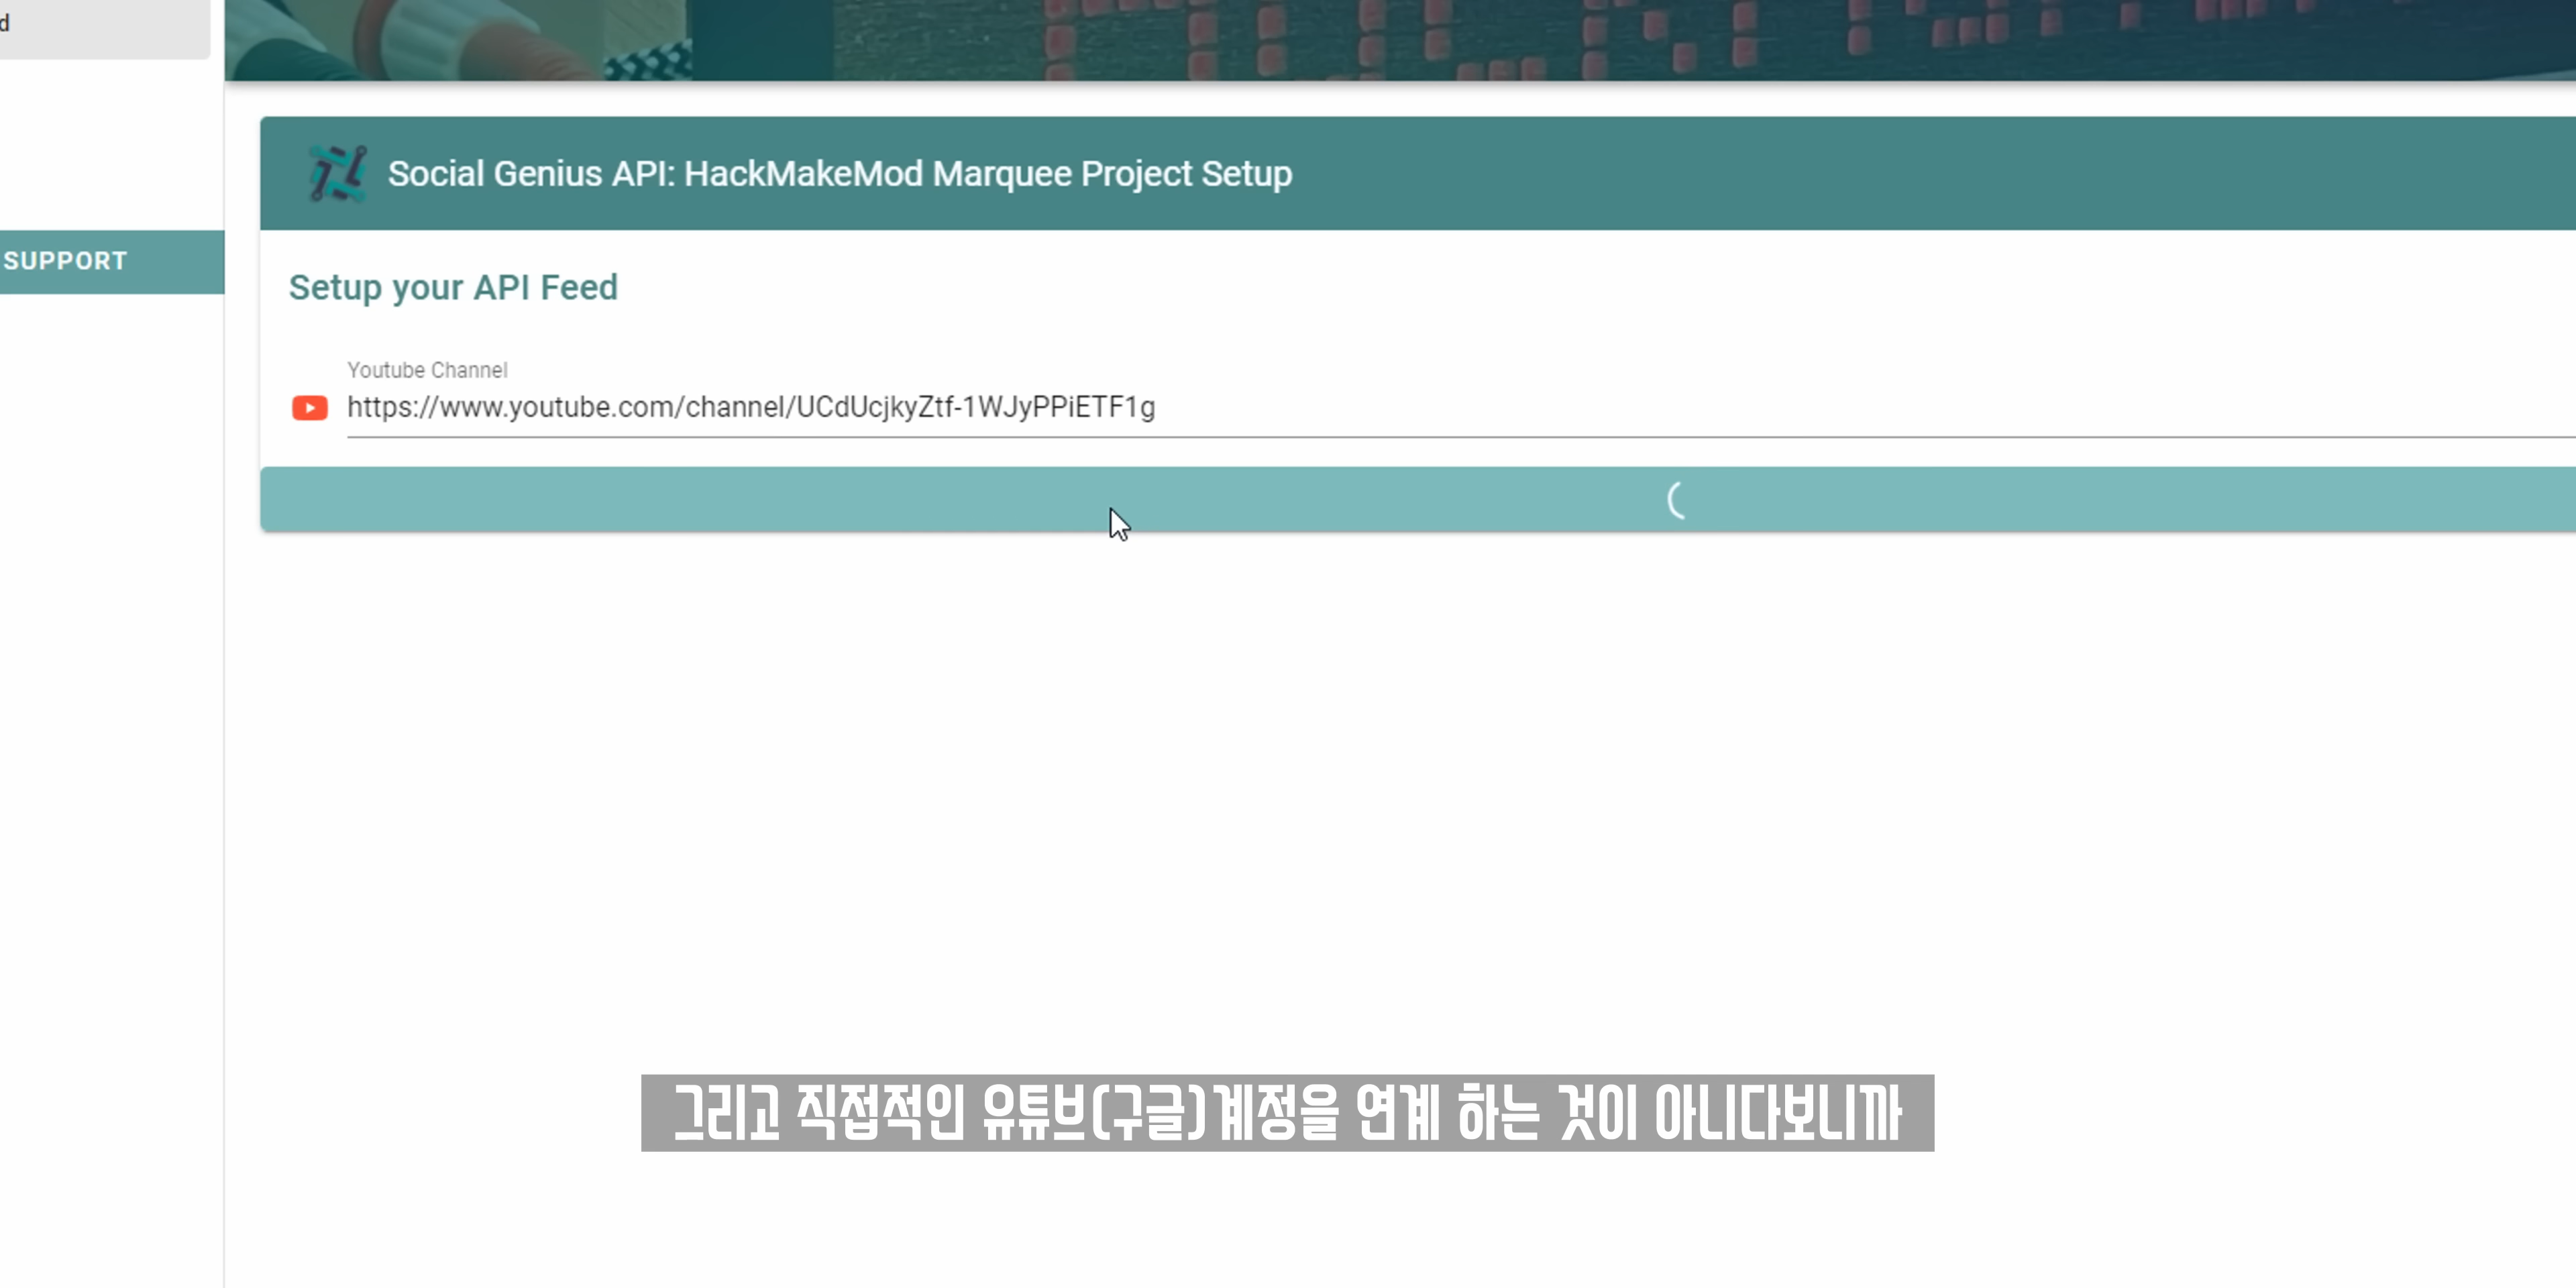 d
Social Genius API: HackMakeMod Marquee Project Setup
SUPPORT
Setup your API Feed
Youtube Channel
https://www.youtube.com/channel/UCdUcjkyZtf-1WJyPPiETF1g
그리고 직접적인 유튜브(구글)계정을 연계 하는 것이 아니다보니까